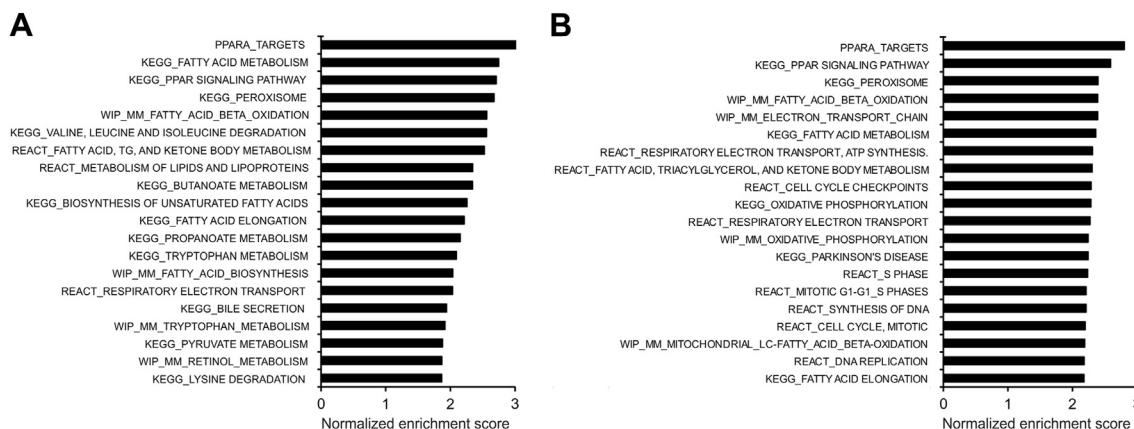 A
PPARA_TARGETS
KEGG_FATTY ACID METABOLISM
KEGG_PPAR SIGNALING PATHWAY
KEGG_PEROXISOME
WIP_MM_FATTY_ACID_BETA_OXIDATION
KEGG_VALINE, LEUCINE AND ISOLEUCINE DEGRADATION
REACT_FATTY ACID, TG, AND KETONE BODY METABOLISM
REACT_METABOLISM OF LIPIDS AND LIPOPROTEINS
KEGG_BUTANOATE METABOLISM
KEGG_BIOSYNTHESIS OF UNSATURATED FATTY ACIDS
KEGG_FATTY ACID ELONGATION
KEGG_PROPANOATE METABOLISM
KEGG_TRYPTOPHAN METABOLISM
WIP_MM_FATTY_ACID_BIOSYNTHESIS
REACT_RESPIRATORY ELECTRON TRANSPORT
KEGG_BILE SECRETION
WIP_MM_TRYPTOPHAN_METABOLISM
KEGG_PYRUVATE METABOLISM
WIP_MM_RETINOL_METABOLISM
KEGG_LYSINE DEGRADATION
0 1 2 3
Normalized enrichment score
B
PPARA_TARGETS
KEGG_PPAR SIGNALING PATHWAY
KEGG_PEROXISOME
WIP_MM_FATTY_ACID_BETA_OXIDATION
WIP_MM_ELECTRON_TRANSPORT_CHAIN
KEGG_FATTY ACID METABOLISM
REACT_RESPIRATORY ELECTRON TRANSPORT, ATP SYNTHESIS.
REACT_FATTY ACID, TRIACYLGLYCEROL, AND KETONE BODY METABOLISM
REACT_CELL CYCLE CHECKPOINTS
KEGG_OXIDATIVE PHOSPHORYLATION
REACT_RESPIRATORY ELECTRON TRANSPORT
WIP_MM_OXIDATIVE_PHOSPHORYLATION
KEGG_PARKINSON'S DISEASE
REACT_S PHASE
REACT_MITOTIC G1-G1_S PHASES
REACT_SYNTHESIS OF DNA
REACT_CELL CYCLE, MITOTIC
WIP_MM_MITOCHONDRIAL_LC-FATTY_ACID_BETA-OXIDATION
REACT_DNA REPLICATION
KEGG_FATTY ACID ELONGATION
0 1 2 3
Normalized enrichment score